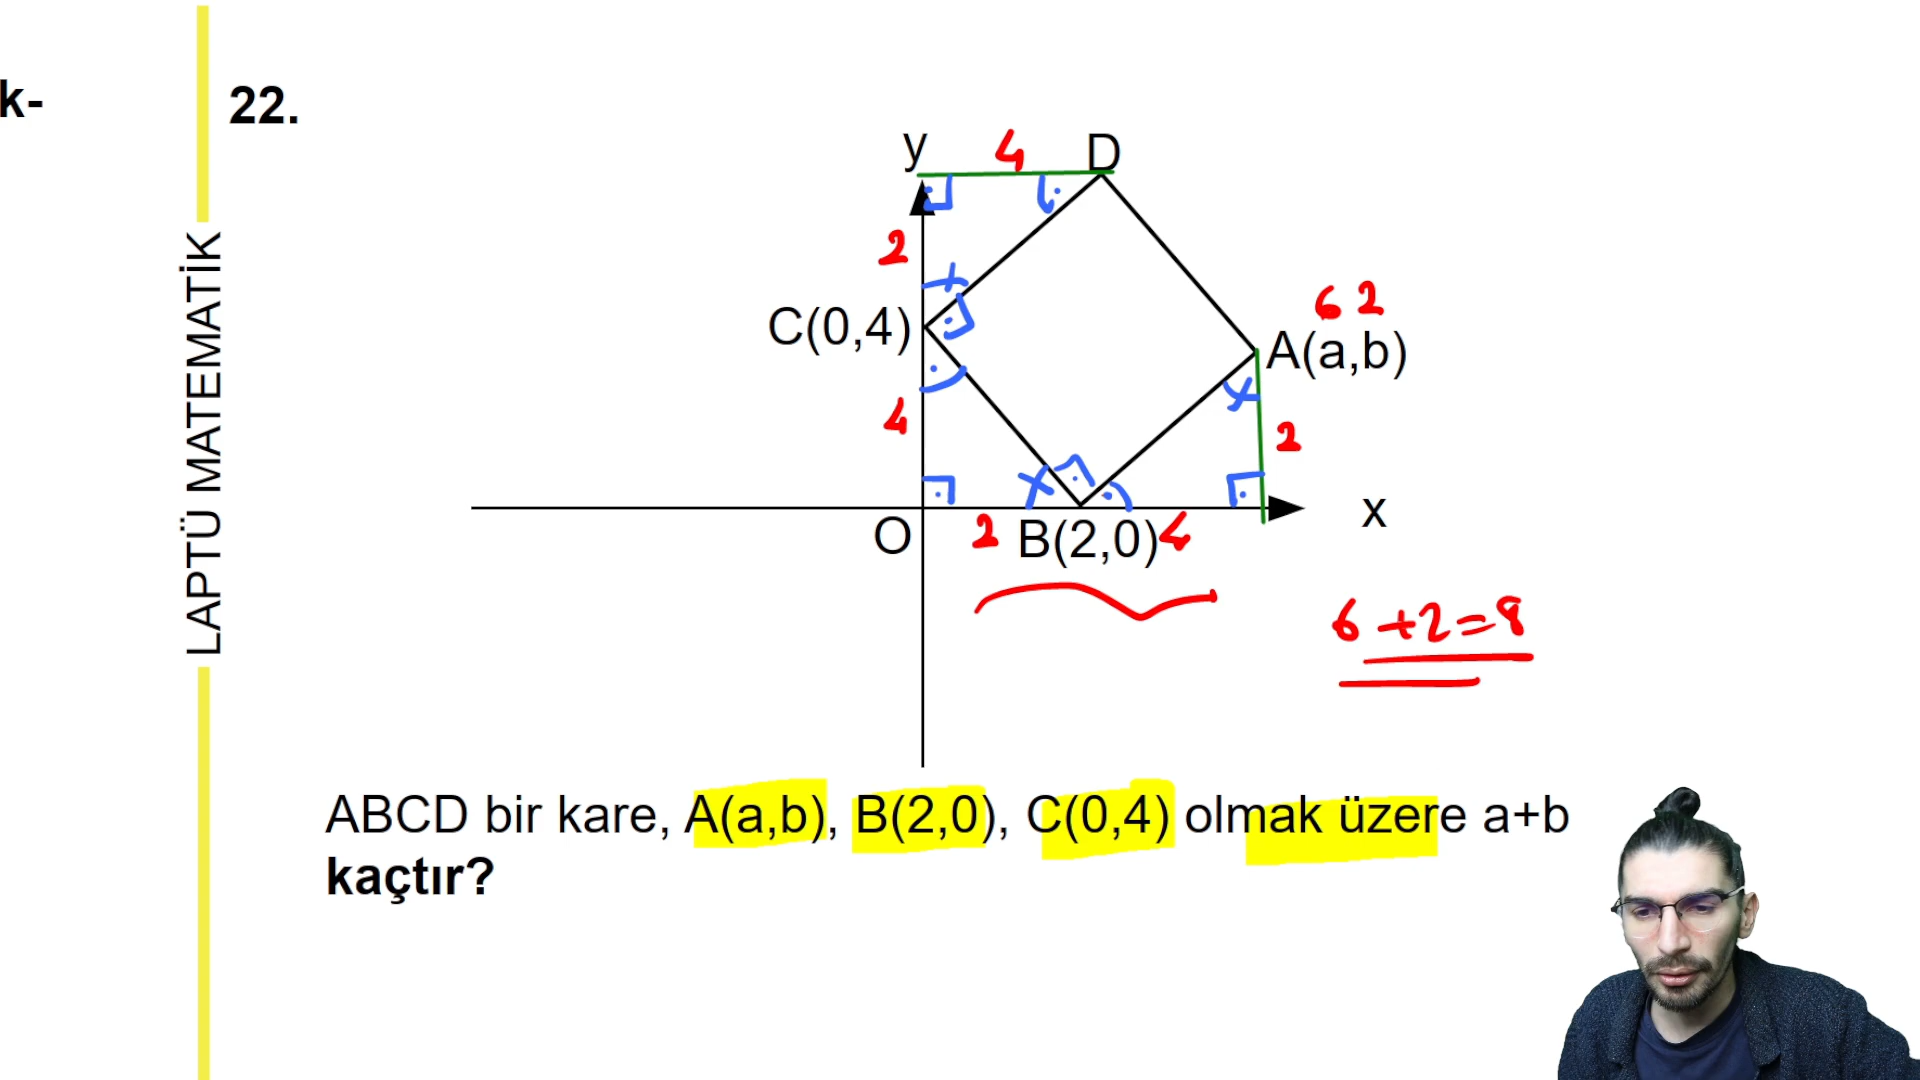 k-
22.
LAPTÜ MATEMATİK
y
4
D
2
C(0,4)
6 2
A(a,b)
4
2
O
2
B(2,0)
4
x
6 +2=8
ABCD bir kare, A(a,b), B(2,0), C(0,4) olmak üzere a+b
kaçtır?